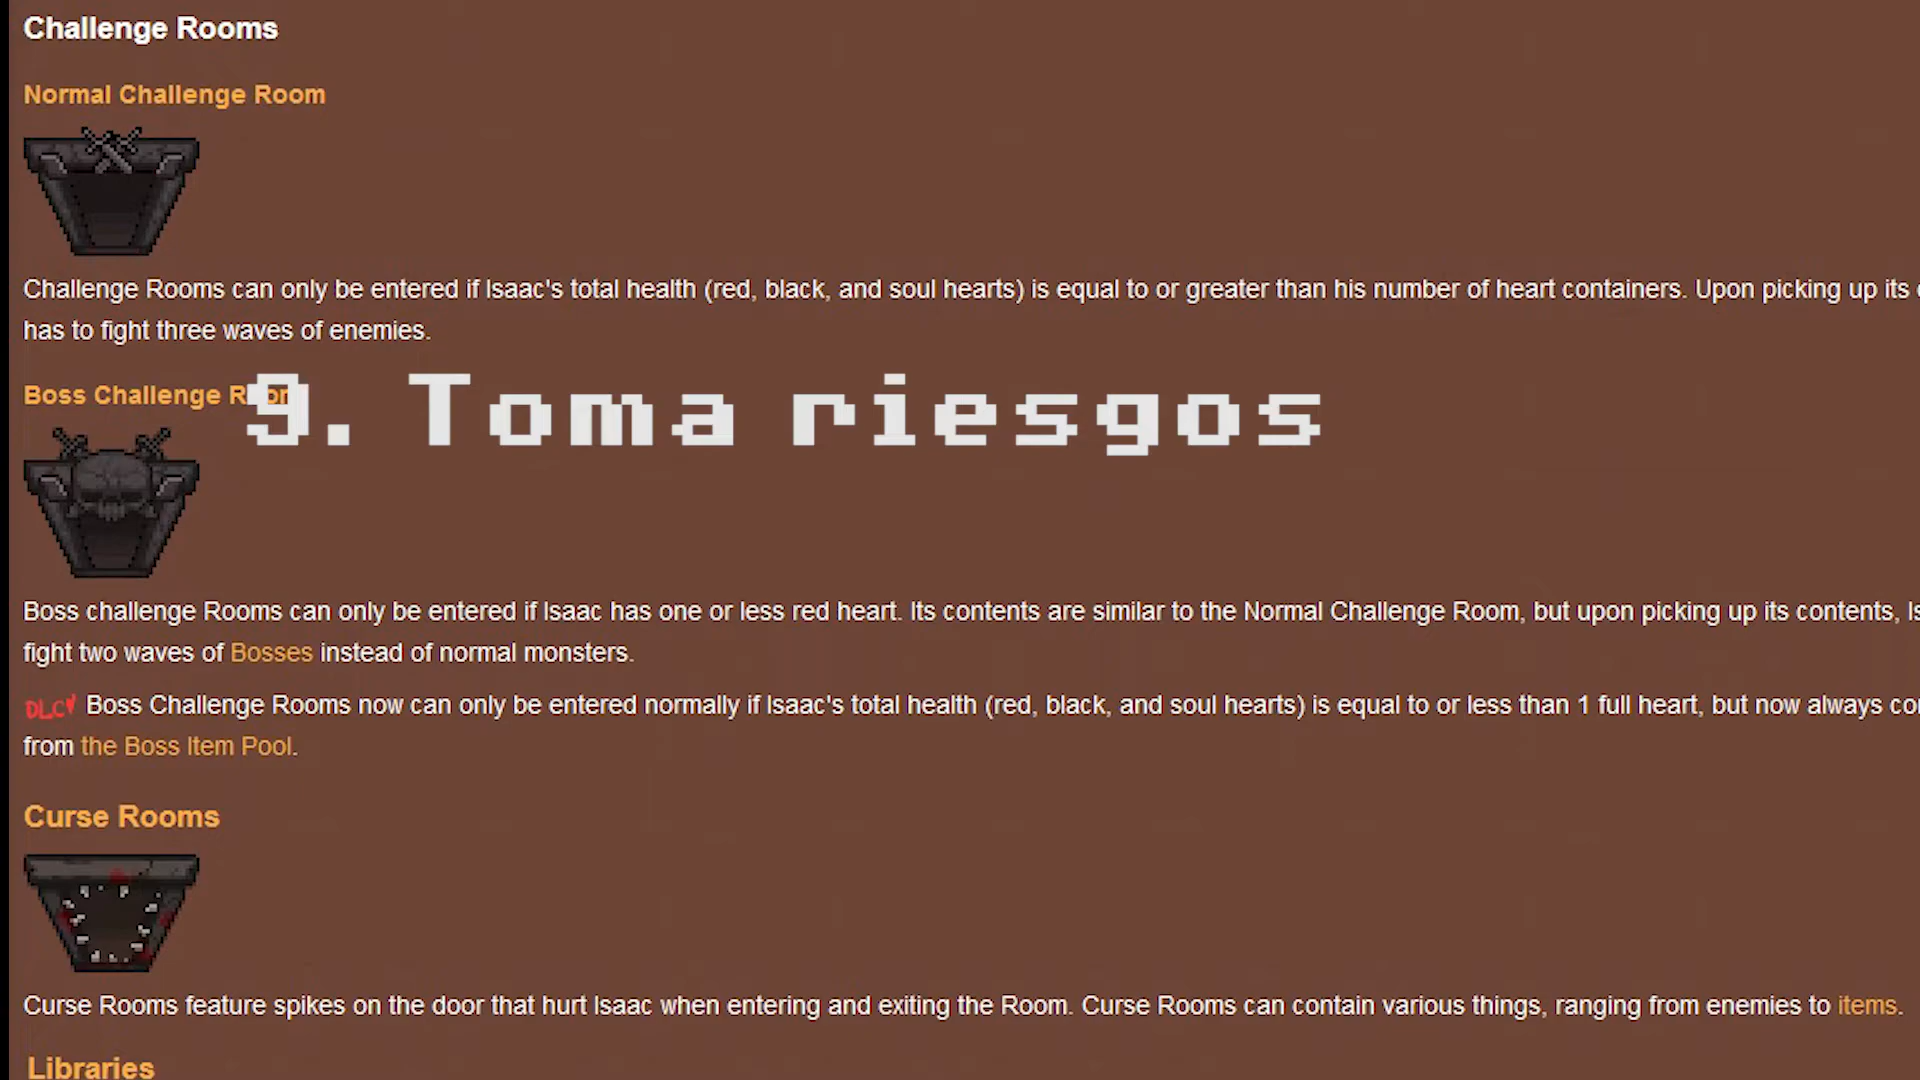 Challenge Rooms
Normal Challenge Room
Challenge Rooms can only be entered if Isaac's total health (red, black, and soul hearts) is equal to or greater than his number of heart containers. Upon picking up its
has to fight three waves of enemies.
Boss Challenge Room
9. Toma riesgos
Boss challenge Rooms can only be entered if Isaac has one or less red heart. Its contents are similar to the Normal Challenge Room, but upon picking up its contents, Is
fight two waves of Bosses instead of normal monsters.
DLC Boss Challenge Rooms now can only be entered normally if Isaac's total health (red, black, and soul hearts) is equal to or less than 1 full heart, but now always con
from the Boss Item Pool.
Curse Rooms
Curse Rooms feature spikes on the door that hurt Isaac when entering and exiting the Room. Curse Rooms can contain various things, ranging from enemies to items.
Libraries